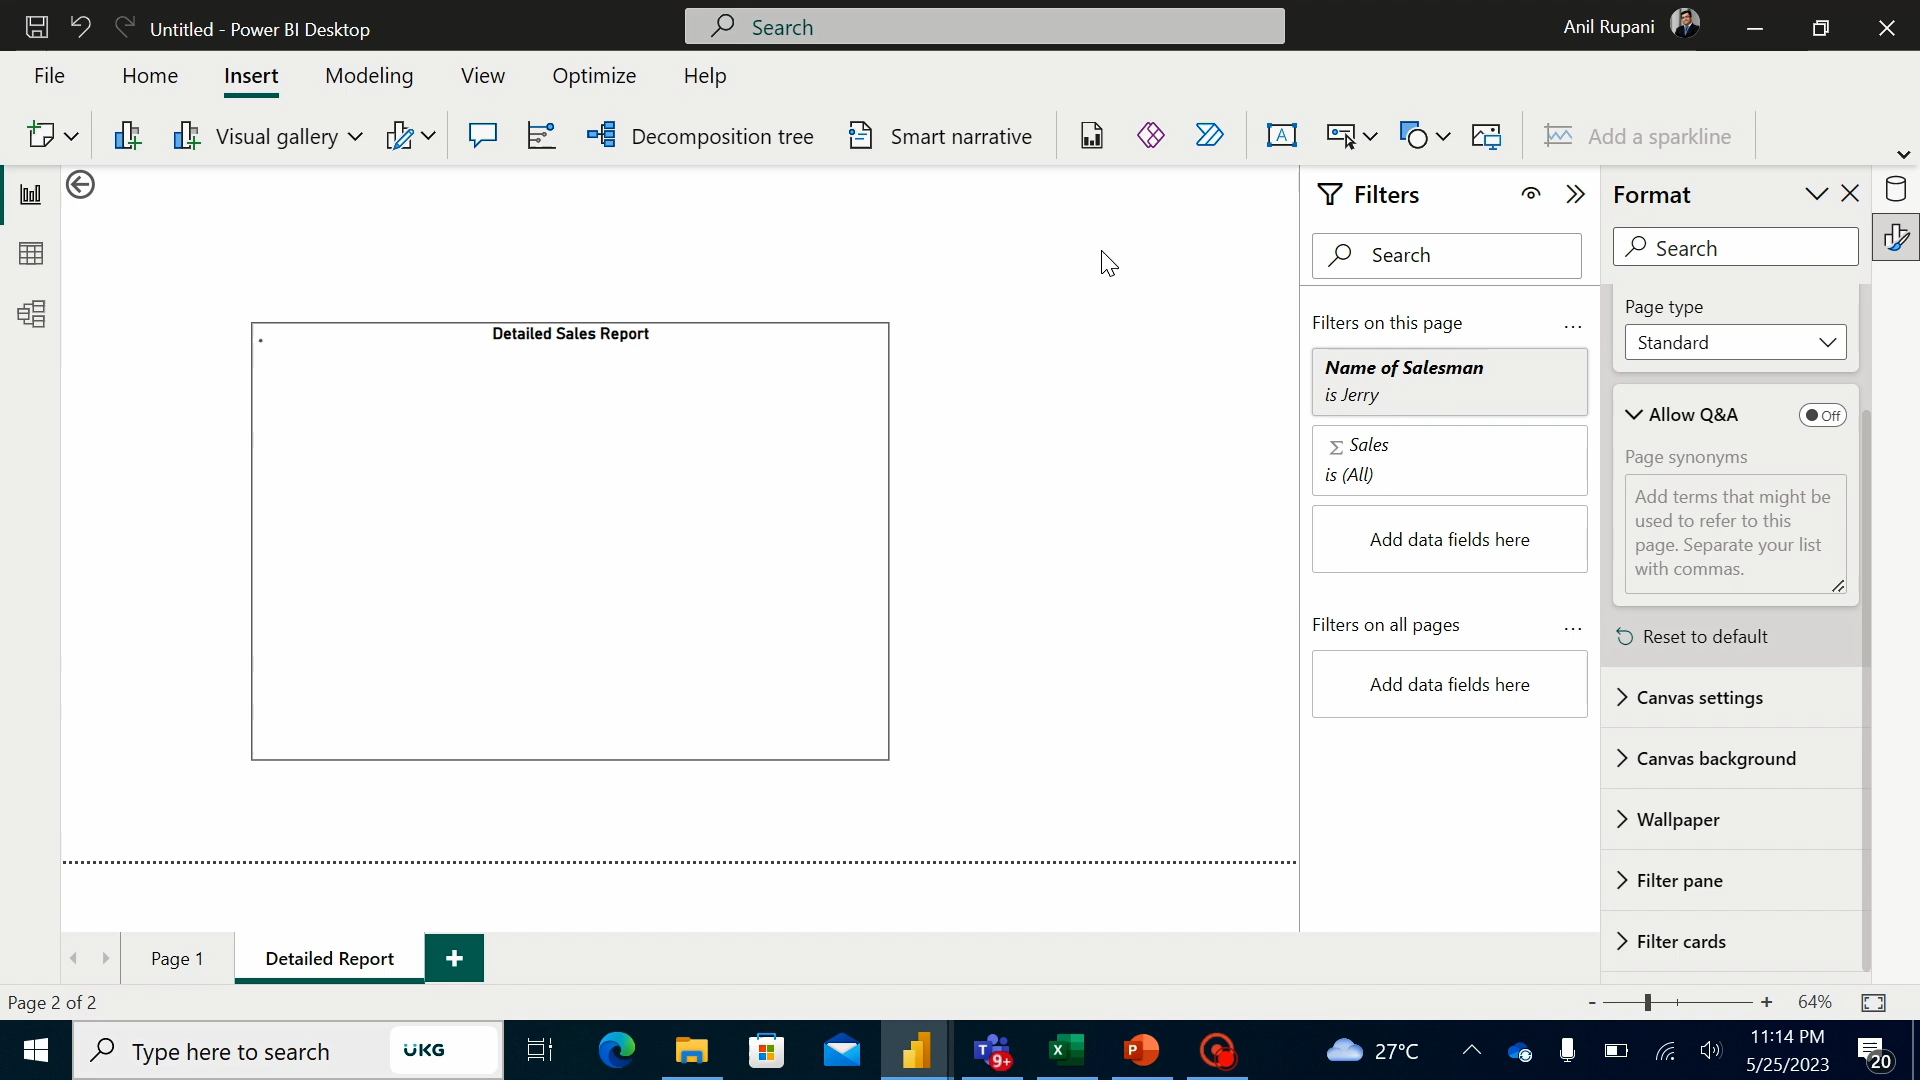 Untitled - Power BI Desktop
Search
Anil Rupani
File
Home
Insert
Modeling
View
Optimize
Help
Visual gallery
Decomposition tree
Smart narrative
Add a sparkline
Detailed Sales Report
Filters
Search
Filters on this page
...
Name of Salesman
is Jerry
Σ Sales
is (All)
Add data fields here
Filters on all pages
...
Add data fields here
Format
Search
Page type
Standard
Allow Q&A
Off
Page synonyms
Add terms that might be
used to refer to this
page. Separate your list
with commas.
Reset to default
Canvas settings
Canvas background
Wallpaper
Filter pane
Filter cards
Page 1
Detailed Report
+
Page 2 of 2
-
+
64%
Type here to search
UKG
9+
27°C
11:14 PM
5/25/2023
20